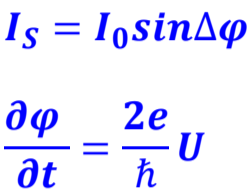 I_S = I_0 sinΔφ
∂φ/∂t = 2e/ℏ U